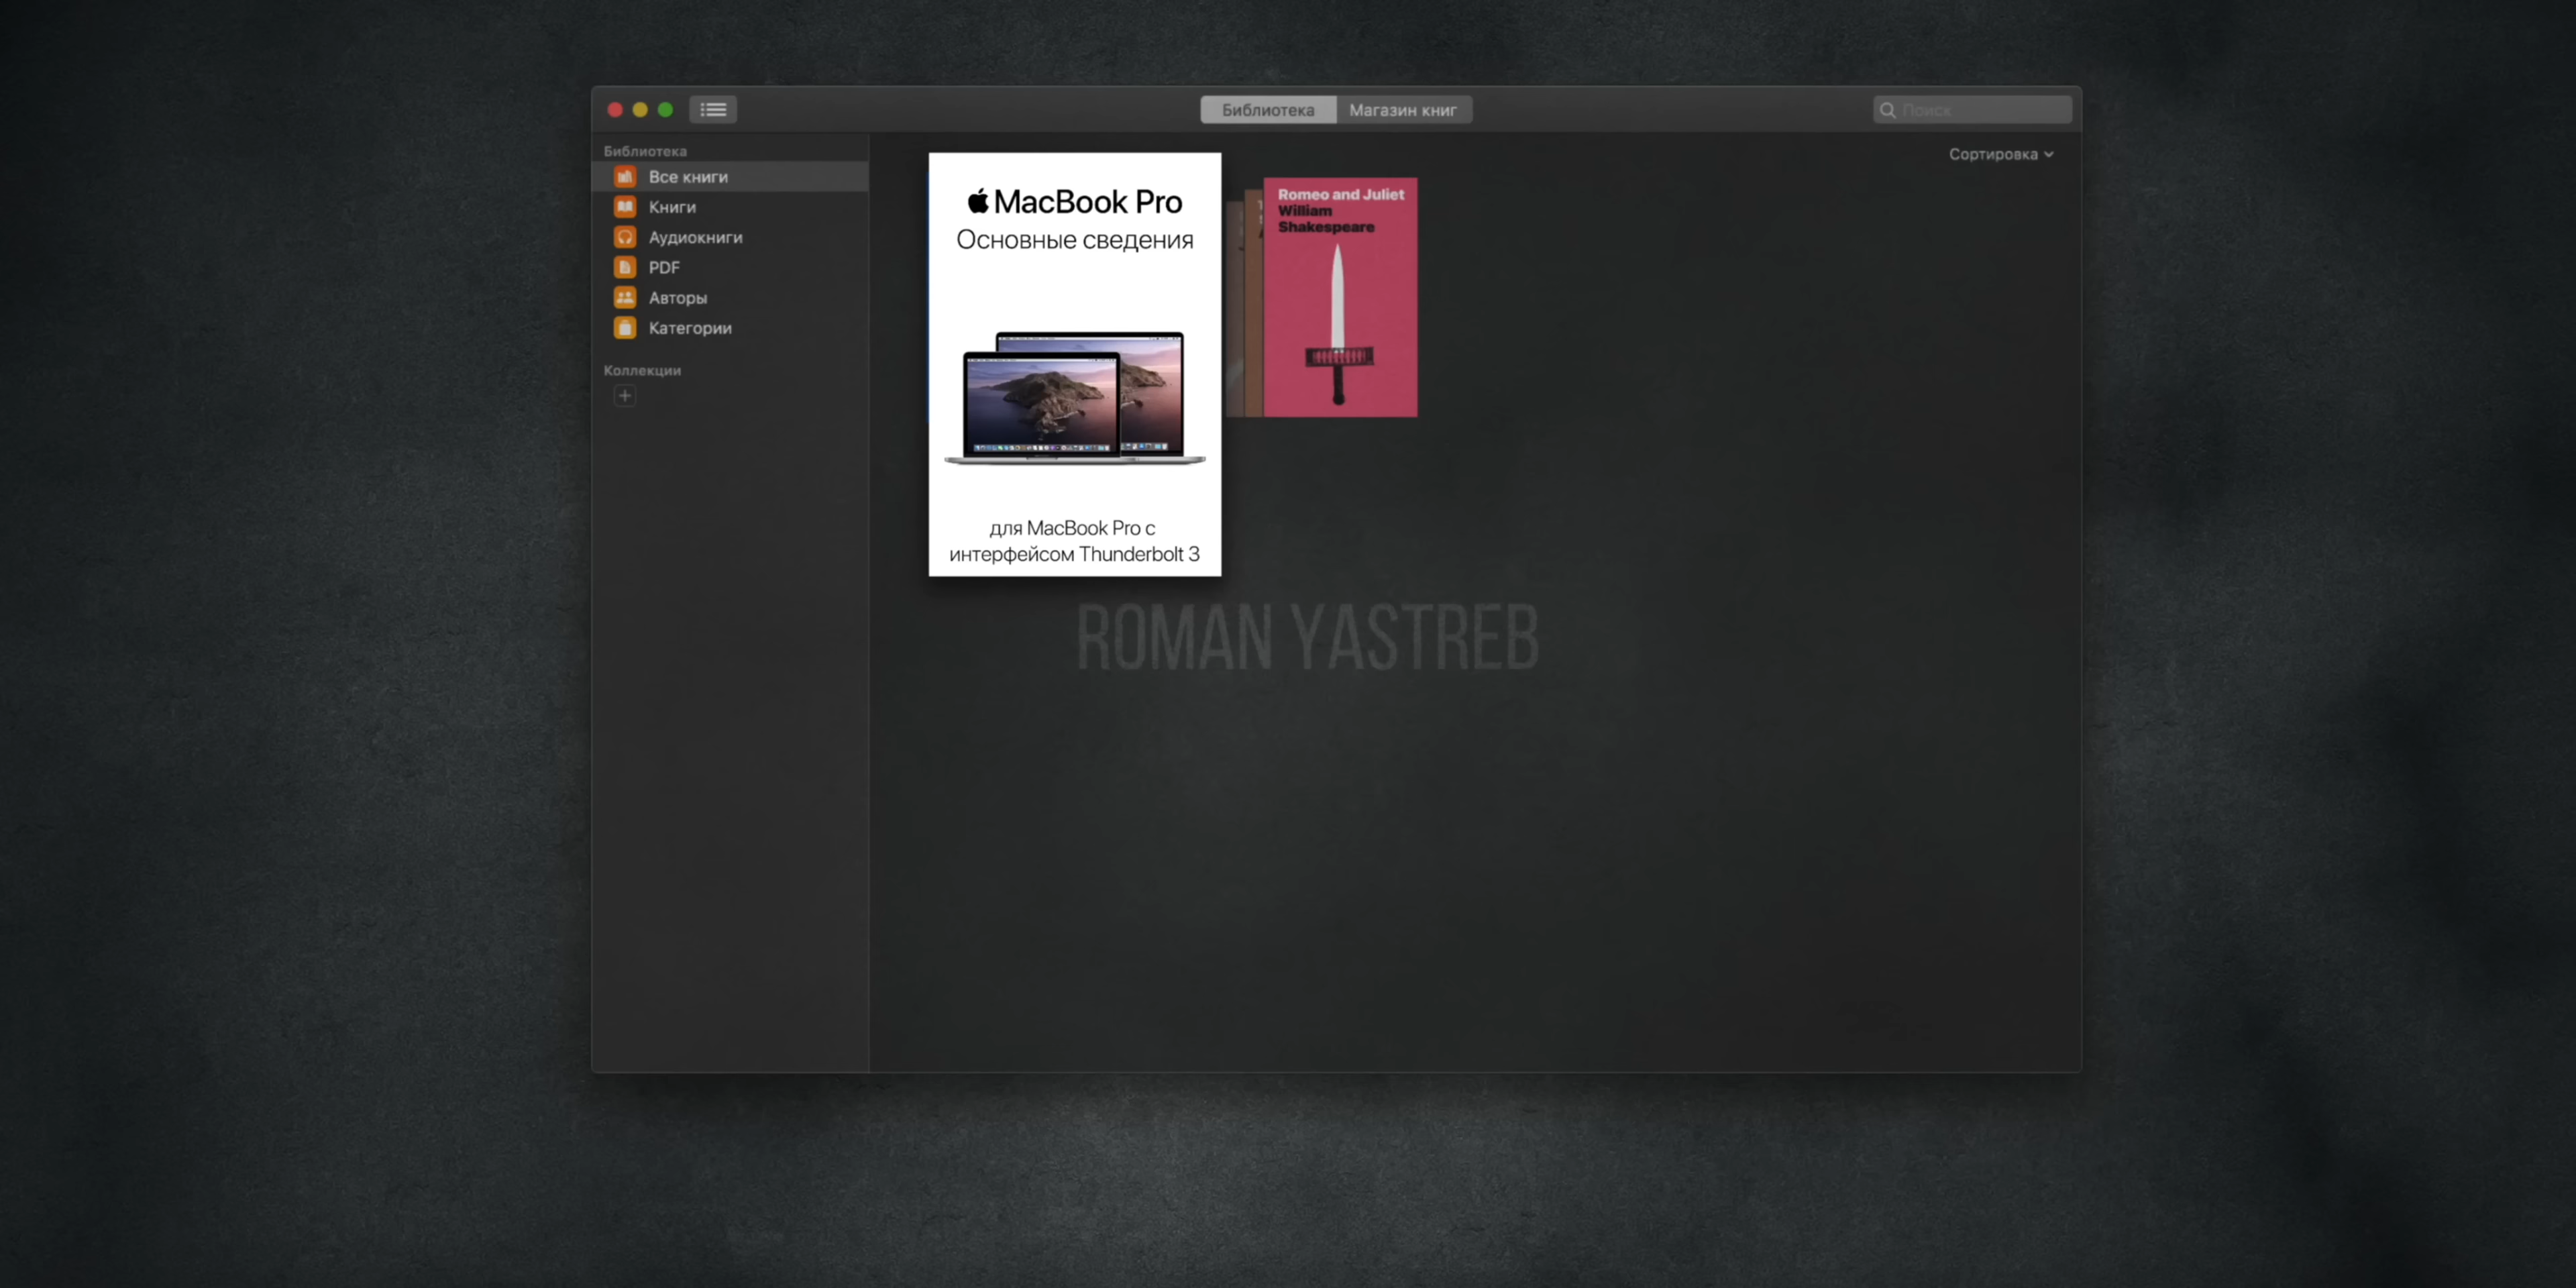 Библиотека
Магазин книг
Поиск
Библиотека
Все книги
Книги
Аудиокниги
PDF
Авторы
Категории
Коллекции
Сортировка
MacBook Pro
Основные сведения
для MacBook Pro с
интерфейсом Thunderbolt 3
Romeo and Juliet
William
Shakespeare
ROMAN YASTREB